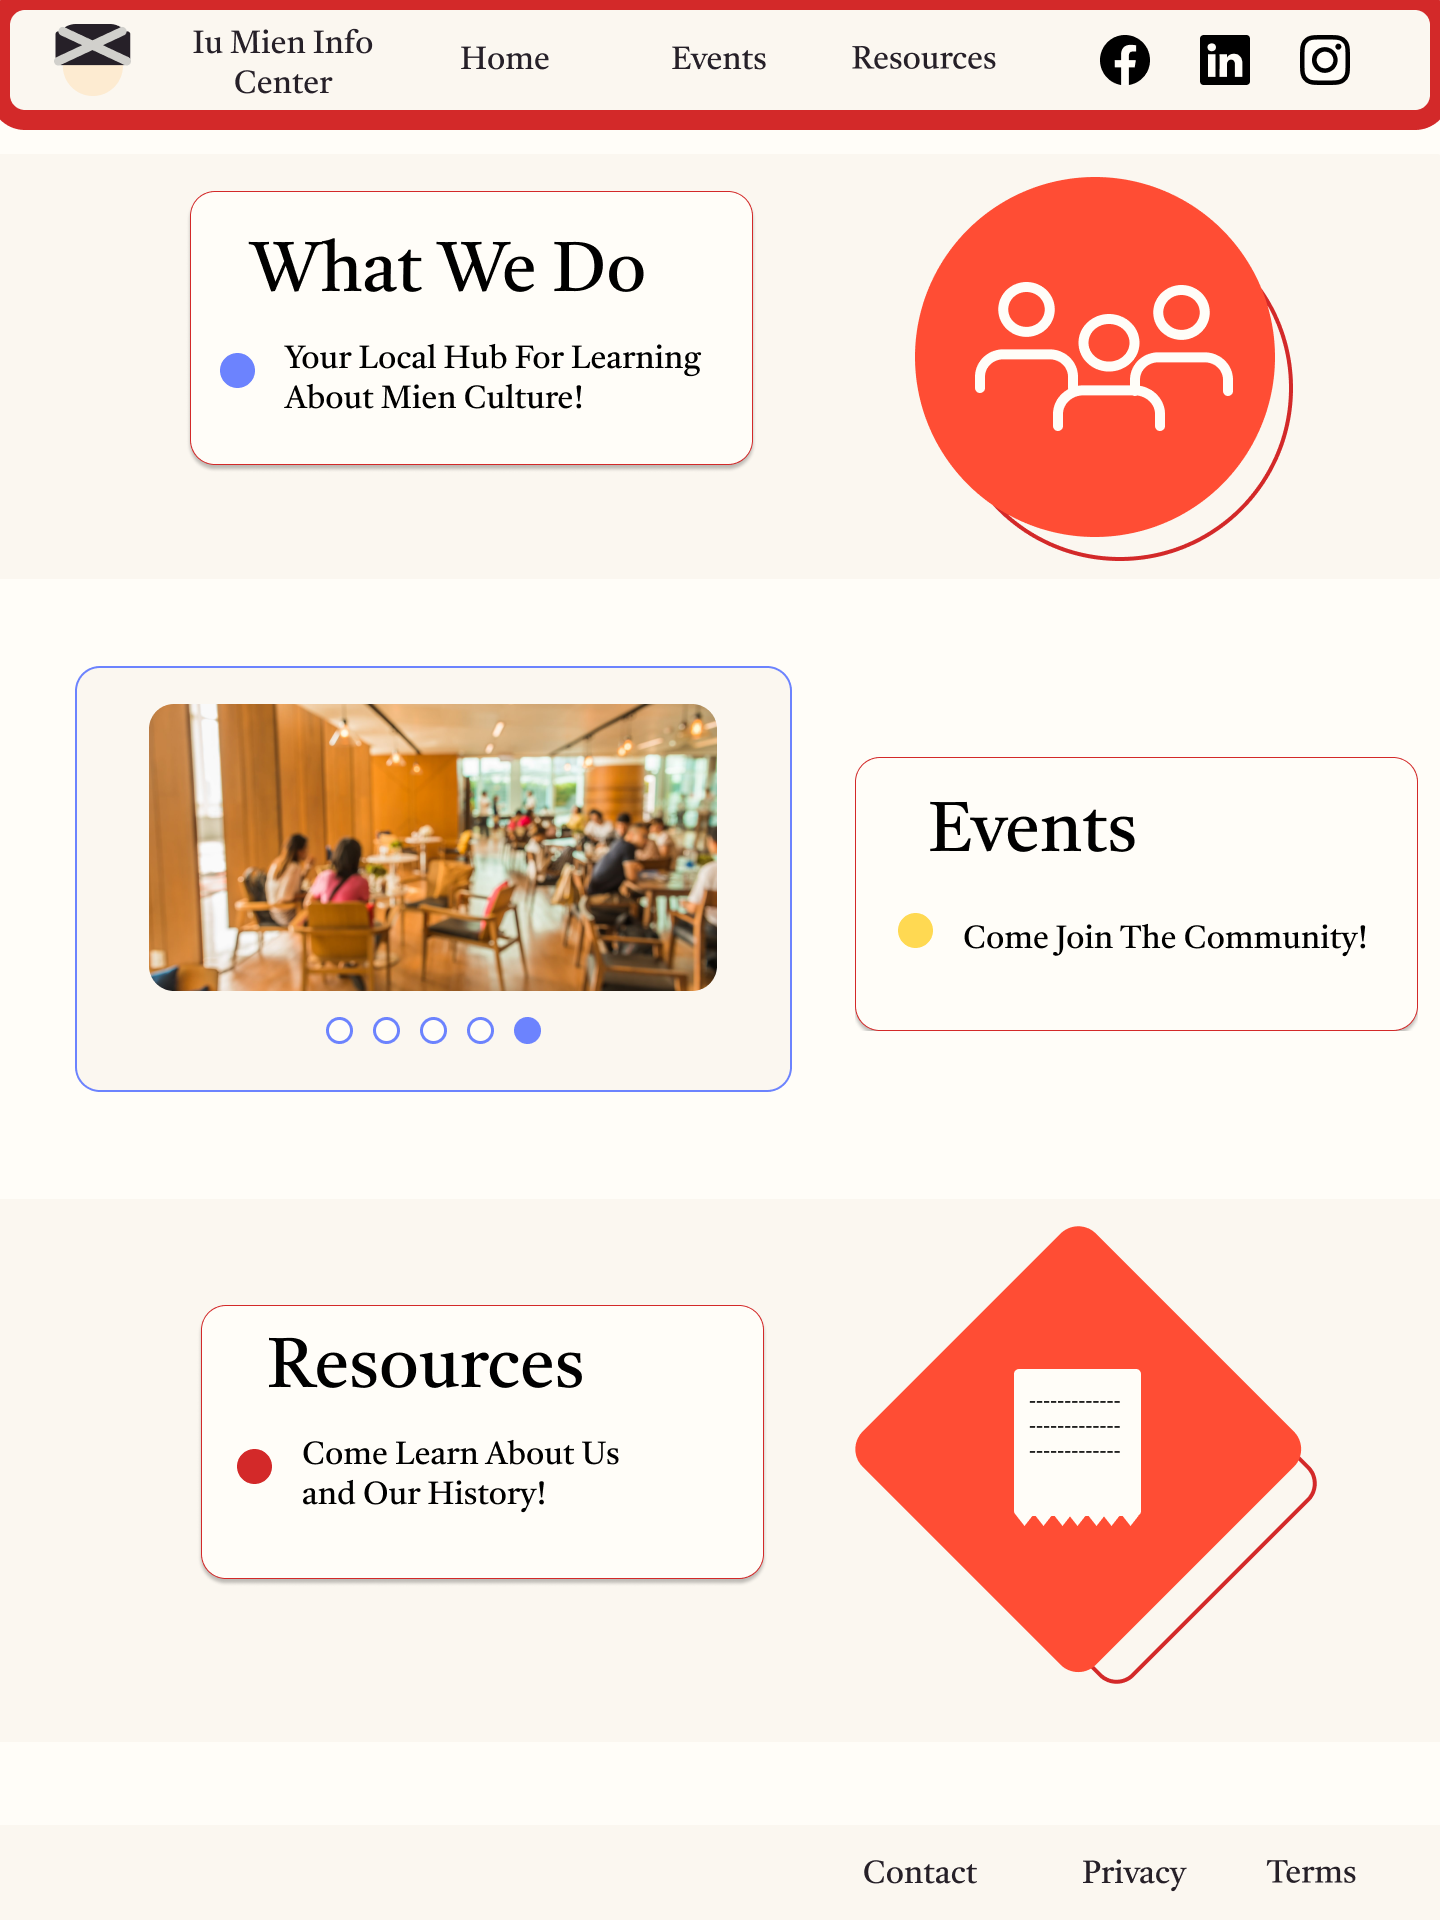 Iu Mien Info
Center
Home
Events
Resources
What We Do
Your Local Hub For Learning
About Mien Culture!
Events
Come Join The Community!
Resources
Come Learn About Us
and Our History!
Contact
Privacy
Terms